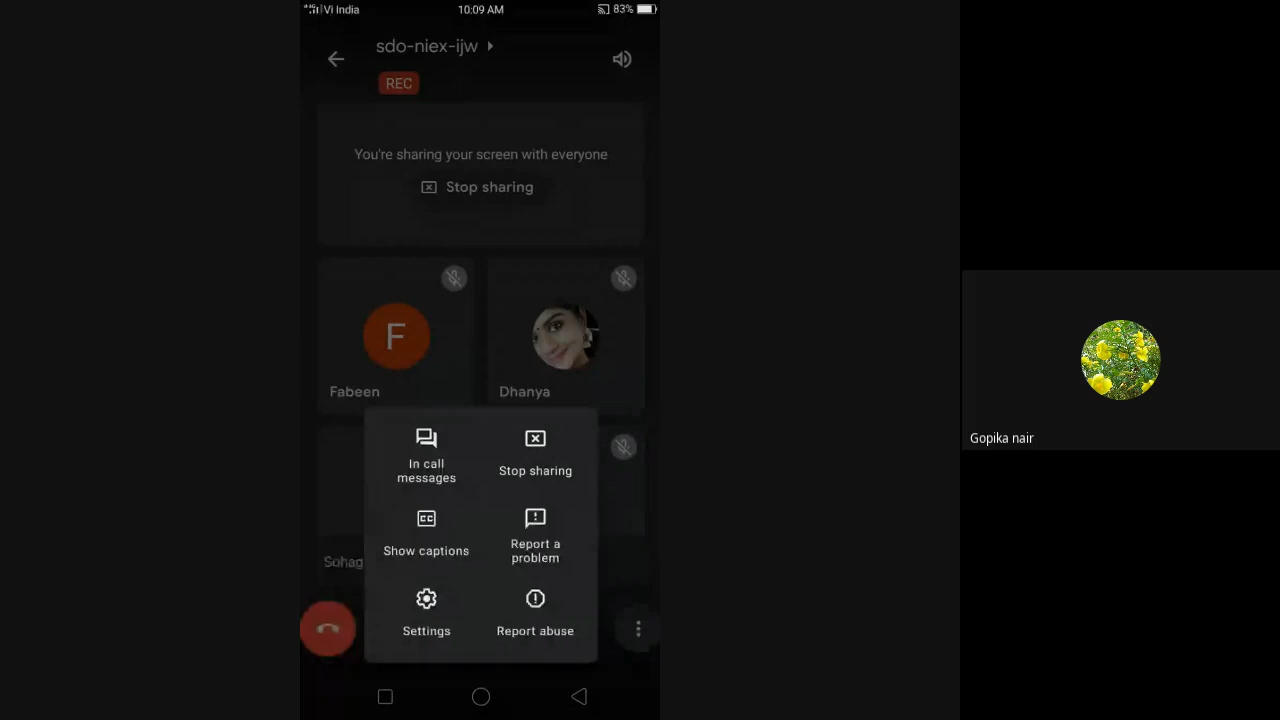 Vi India
10:09 AM
83%
sdo-niex-ijw
REC
You're sharing your screen with everyone
Stop sharing
F
Fabeen
Dhanya
In call
messages
Stop sharing
Show captions
Report a
problem
Sohag
Settings
Report abuse
Gopika nair